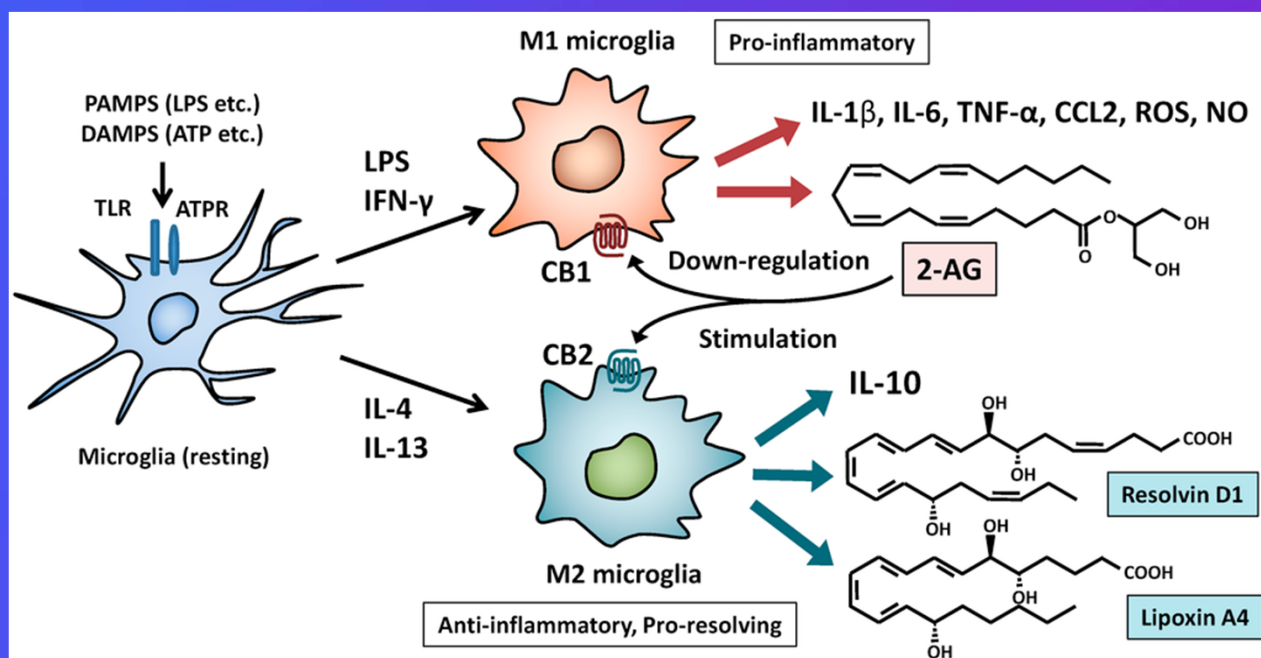 M1 microglia
Pro-inflammatory
PAMPS (LPS etc.)
DAMPS (ATP etc.)
TLR
ATPR
Microglia (resting)
LPS
IFN-γ
IL-1β, IL-6, TNF-α, CCL2, ROS, NO
O
O
OH
OH
CB1
Down-regulation
2-AG
Stimulation
CB2
IL-4
IL-13
M2 microglia
Anti-inflammatory, Pro-resolving
IL-10
OH
COOH
OH
OH
Resolvin D1
OH
COOH
OH
OH
Lipoxin A4